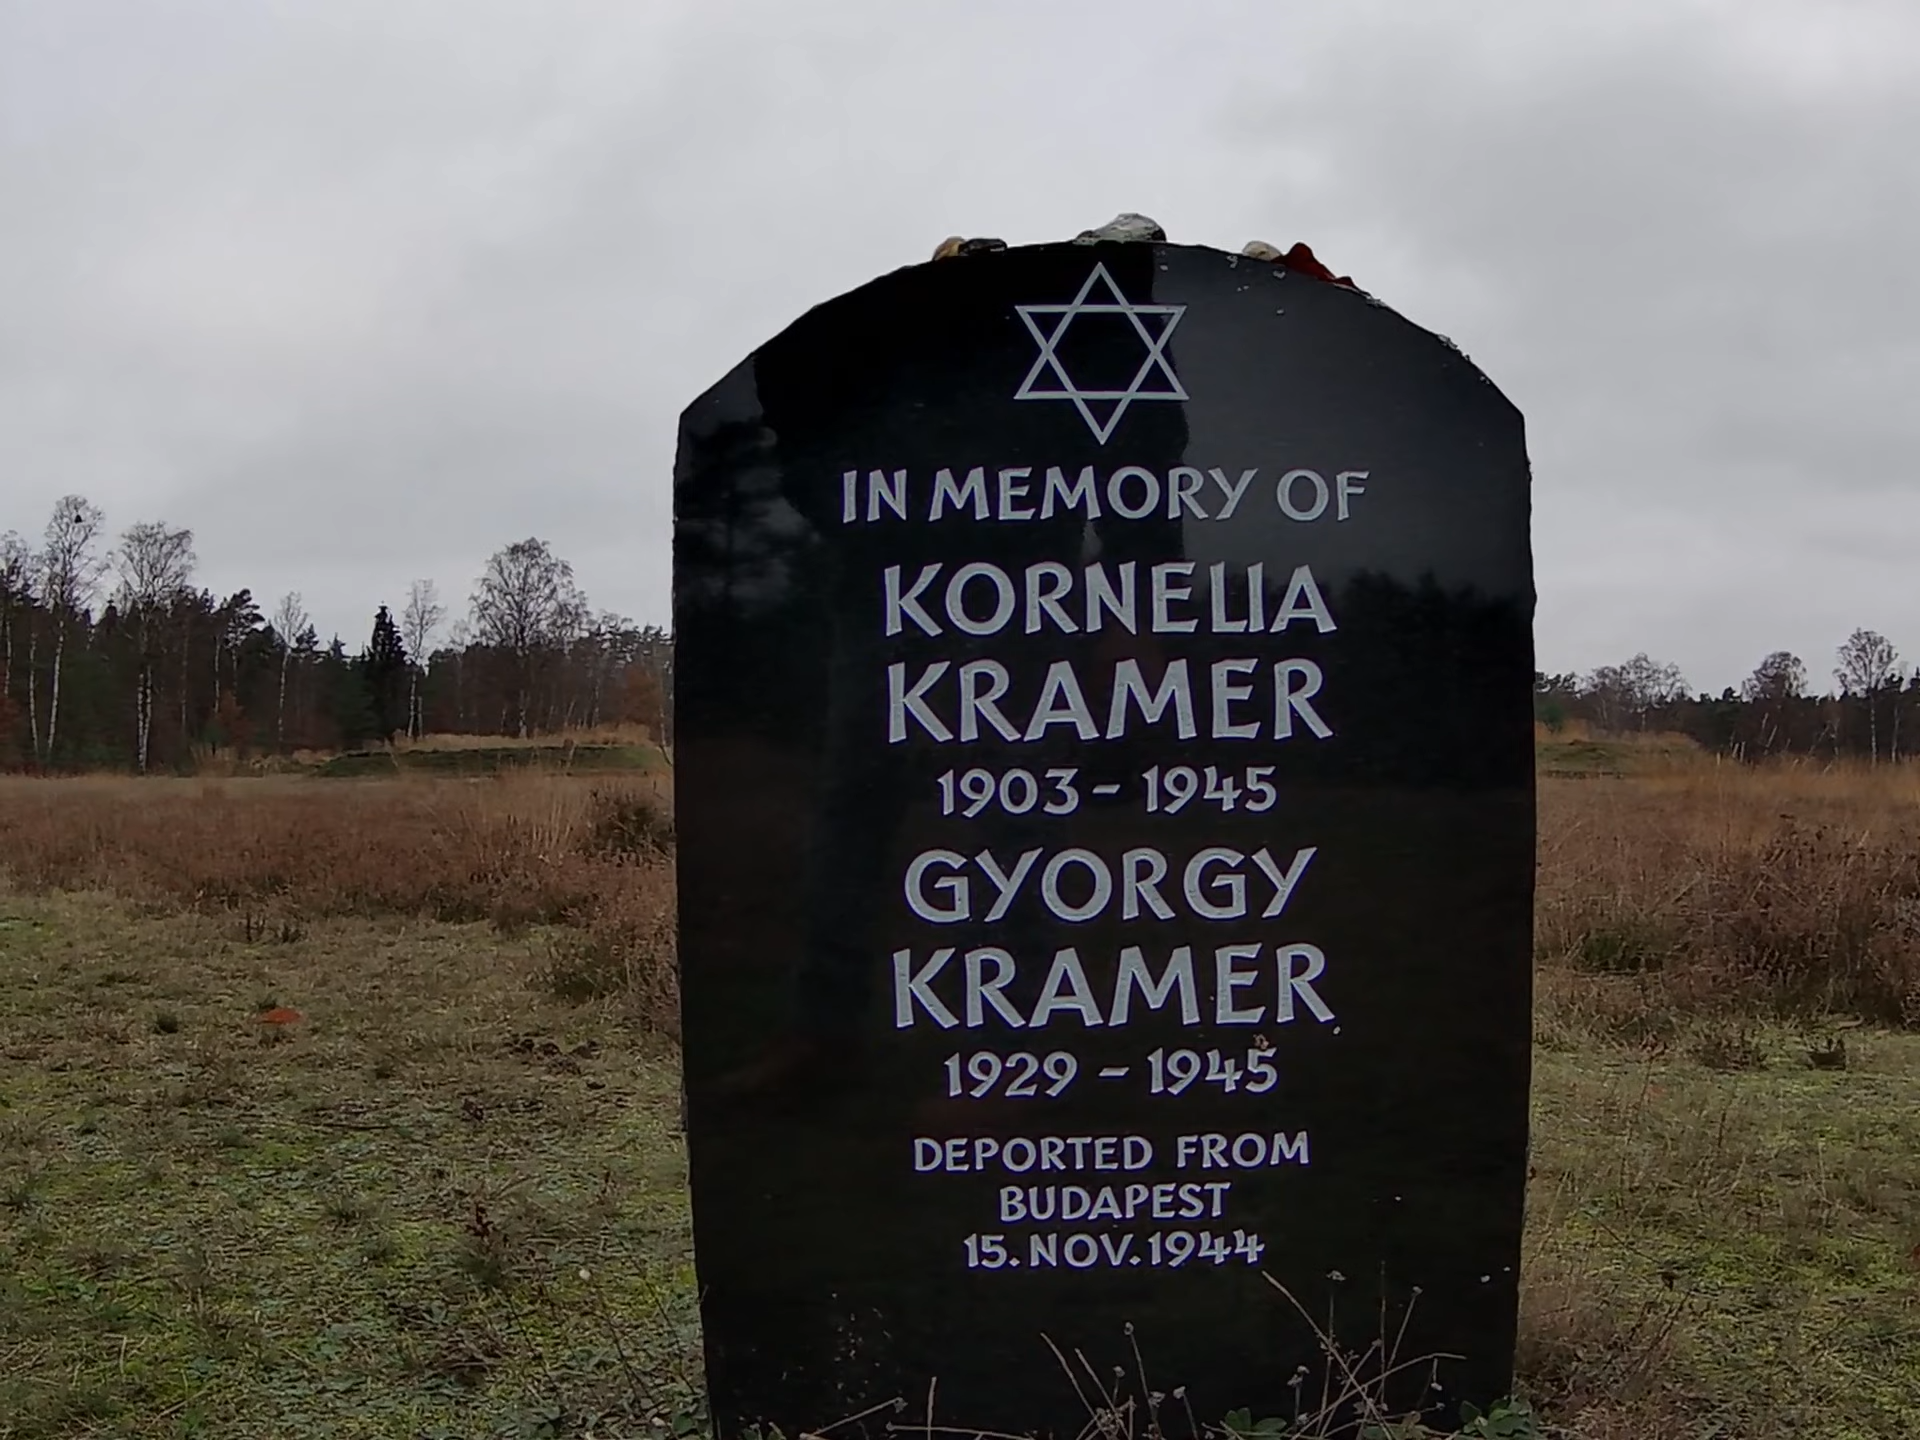 IN MEMORY OF
KORNELIA
KRAMER
1903 - 1945
GYORGY
KRAMER
1929 - 1945
DEPORTED FROM
BUDAPEST
15. NOV. 1944